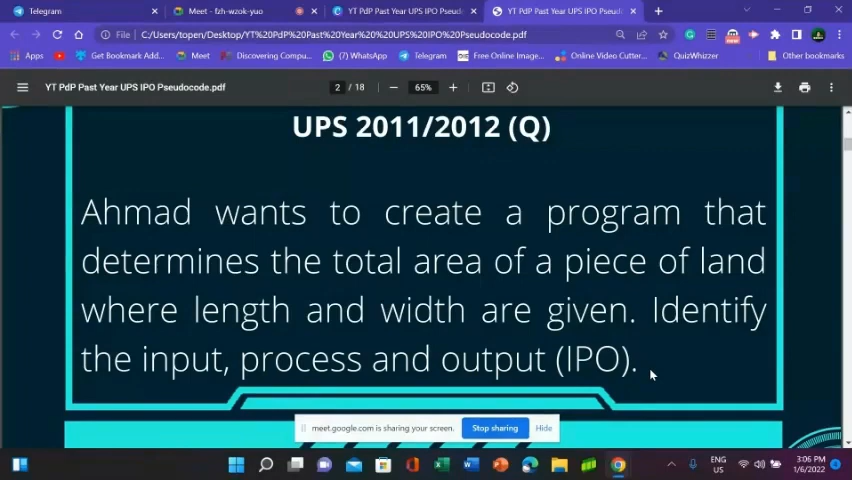 Telegram
Meet - fzh-wzok-yuo
YT PdP Past Year UPS IPO Pseudoc
YT PdP Past Year UPS IPO Pseudoc
File
C:/Users/topen/Desktop/YT%20PdP%20Past%20Year%20%20UPS%20IPO%20Pseudocode.pdf
Apps
Get Bookmark Add...
Meet
Discovering Compu...
(7) WhatsApp
Telegram
Free Online Image...
Online Video Cutter...
QuizWhizzer
Other bookmarks
YT PdP Past Year UPS IPO Pseudocode.pdf
2 / 18
65%
UPS 2011/2012 (Q)
Ahmad wants to create a program that
determines the total area of a piece of land
where length and width are given. Identify
the input, process and output (IPO).
meet.google.com is sharing your screen.
Stop sharing
Hide
ENG
US
3:06 PM
1/6/2022